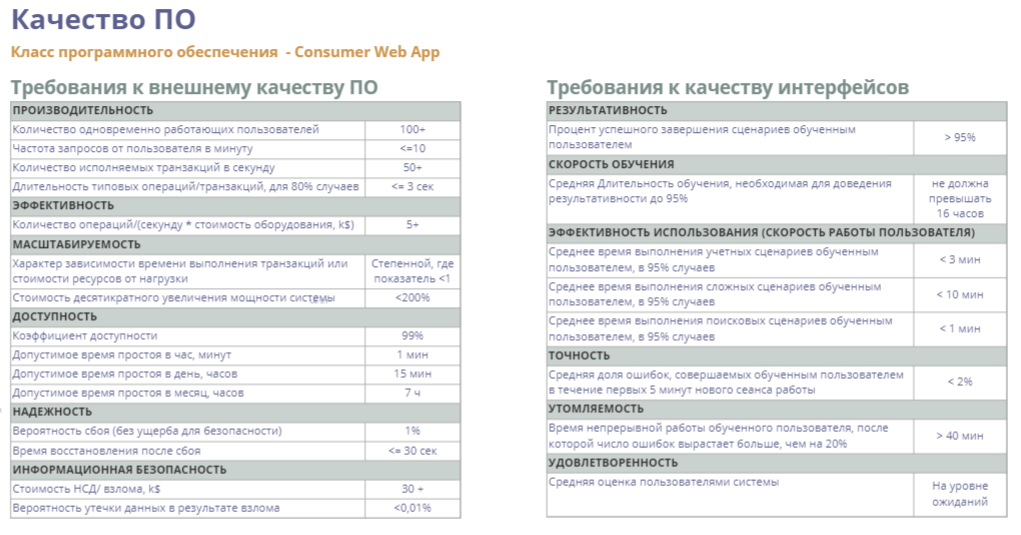 Качество ПО
Класс программного обеспечения - Consumer Web App
Требования к внешнему качеству ПО
ПРОИЗВОДИТЕЛЬНОСТЬ
Количество одновременно работающих пользователей 100+
Частота запросов от пользователя в минуту <=10
Количество исполняемых транзакций в секунду 50+
Длительность типовых операций/транзакций, для 80% случаев <= 3 сек
ЭФФЕКТИВНОСТЬ
Количество операций/(секунду * стоимость оборудования, k$) 5+
МАСШТАБИРУЕМОСТЬ
Характер зависимости времени выполнения транзакций или Степенной, где
стоимости ресурсов от нагрузки показатель <1
Стоимость десятикратного увеличения мощности системы <200%
ДОСТУПНОСТЬ
Коэффициент доступности 99%
Допустимое время простоя в час, минут 1 мин
Допустимое время простоя в день, часов 15 мин
Допустимое время простоя в месяц, часов 7 ч
НАДЕЖНОСТЬ
Вероятность сбоя (без ущерба для безопасности) 1%
Время восстановления после сбоя <= 30 сек
ИНФОРМАЦИОННАЯ БЕЗОПАСНОСТЬ
Стоимость НСД/ взлома, k$ 30 +
Вероятность утечки данных в результате взлома <0,01%
Требования к качеству интерфейсов
РЕЗУЛЬТАТИВНОСТЬ
Процент успешного завершения сценариев обученным
пользователем > 95%
СКОРОСТЬ ОБУЧЕНИЯ
Средняя Длительность обучения, необходимая для доведения не должна
результативности до 95% превышать
16 часов
ЭФФЕКТИВНОСТЬ ИСПОЛЬЗОВАНИЯ (СКОРОСТЬ РАБОТЫ ПОЛЬЗОВАТЕЛЯ)
Среднее время выполнения учетных сценариев обученным
пользователем, в 95% случаев < 3 мин
Среднее время выполнения сложных сценариев обученным
пользователем, в 95% случаев < 10 мин
Среднее время выполнения поисковых сценариев обученным
пользователем, в 95% случаев < 1 мин
ТОЧНОСТЬ
Средняя доля ошибок, совершаемых обученным пользователем
в течение первых 5 минут нового сеанса работы < 2%
УТОМЛЯЕМОСТЬ
Время непрерывной работы обученного пользователя, после
которой число ошибок вырастает больше, чем на 20% > 40 мин
УДОВЛЕТВОРЕННОСТЬ
Средняя оценка пользователями системы На уровне
ожиданий